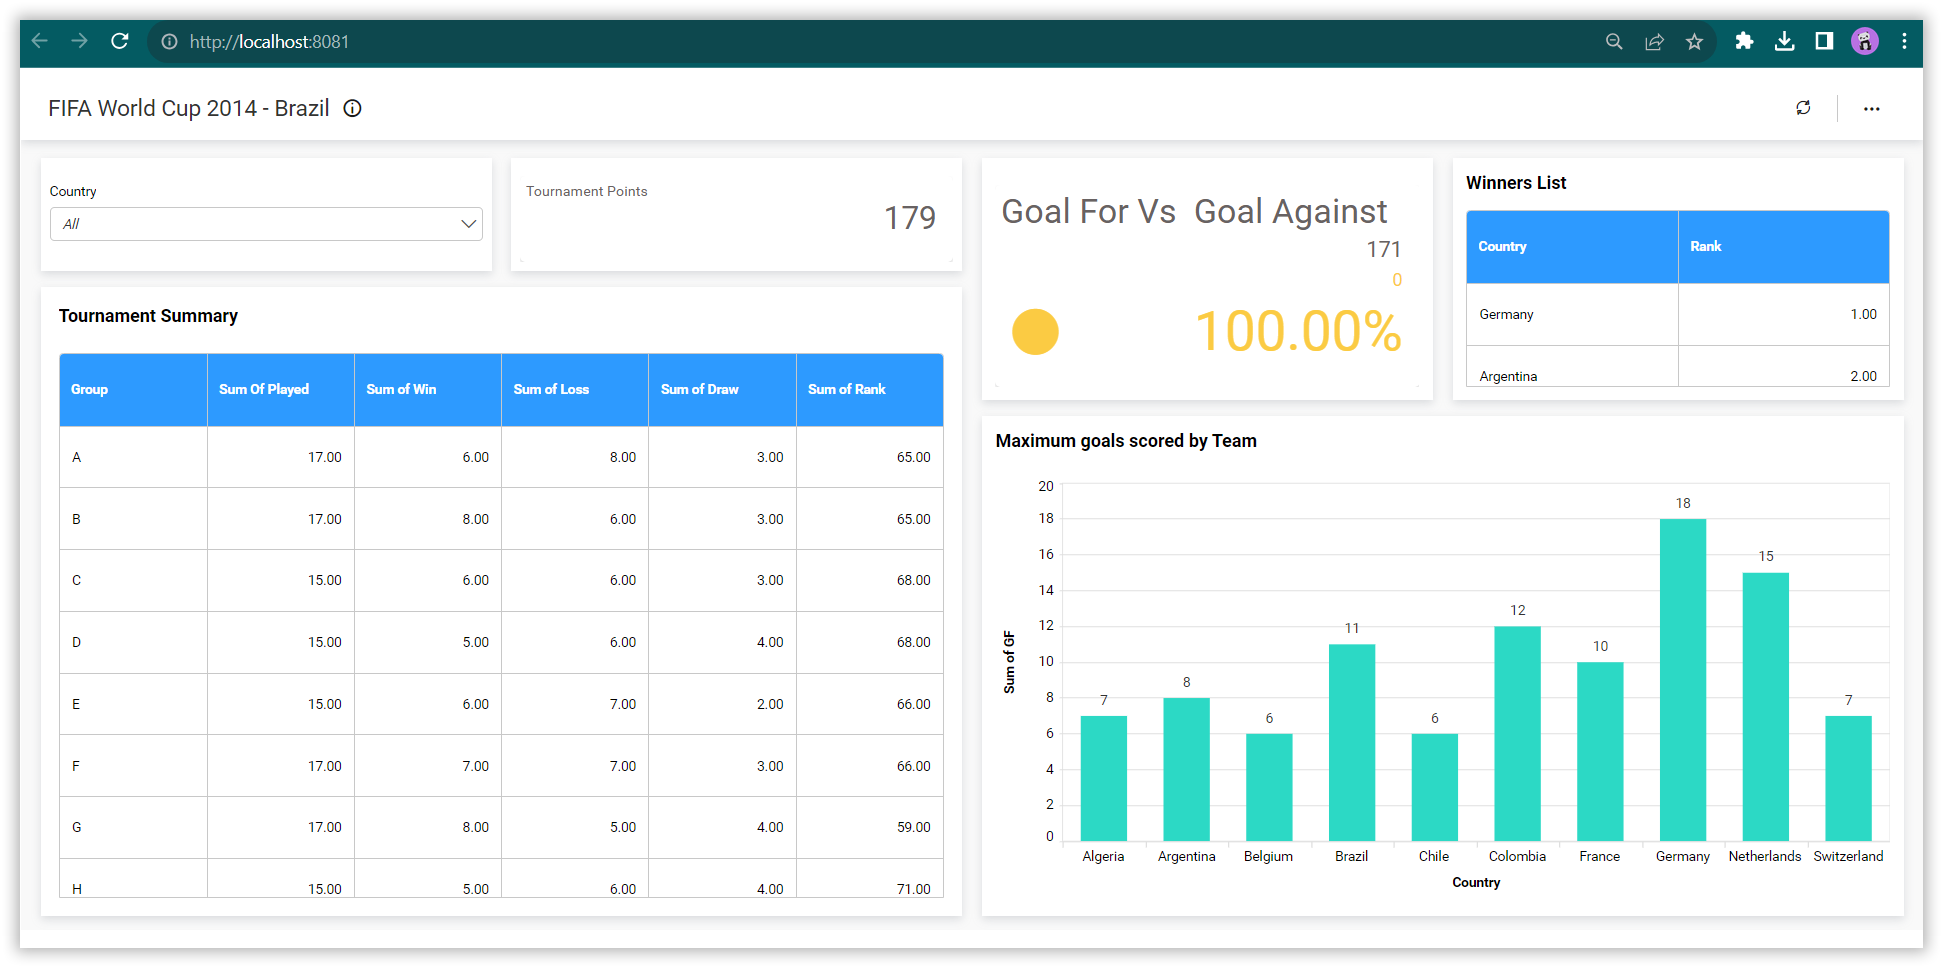 http://localhost:8081
FIFA World Cup 2014 - Brazil
Country
All
Tournament Points
179
Goal For Vs  Goal Against
171
0
100.00%
Winners List
Country Rank
Germany 1.00
Argentina 2.00
Tournament Summary
Group Sum Of Played Sum of Win Sum of Loss Sum of Draw Sum of Rank
A 17.00 6.00 8.00 3.00 65.00
B 17.00 8.00 6.00 3.00 65.00
C 15.00 6.00 6.00 3.00 68.00
D 15.00 5.00 6.00 4.00 68.00
E 15.00 6.00 7.00 2.00 66.00
F 17.00 7.00 7.00 3.00 66.00
G 17.00 8.00 5.00 4.00 59.00
H 15.00 5.00 6.00 4.00 71.00
Maximum goals scored by Team
Sum of GF
20
18
16
14
12
10
8
6
4
2
0
7 8 6 11 6 12 10 18 15 7
Algeria Argentina Belgium Brazil Chile Colombia France Germany Netherlands Switzerland
Country